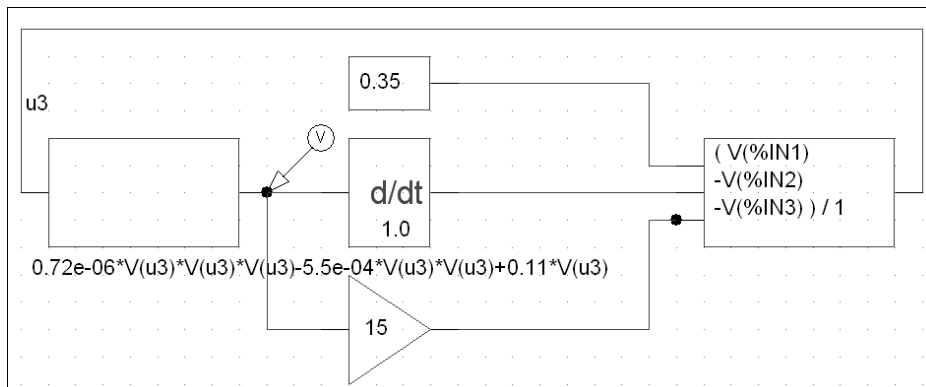 u3
0.35
V
d/dt
1.0
( V(%IN1)
-V(%IN2)
-V(%IN3) ) / 1
0.72e-06*V(u3)*V(u3)*V(u3)-5.5e-04*V(u3)*V(u3)+0.11*V(u3)
15